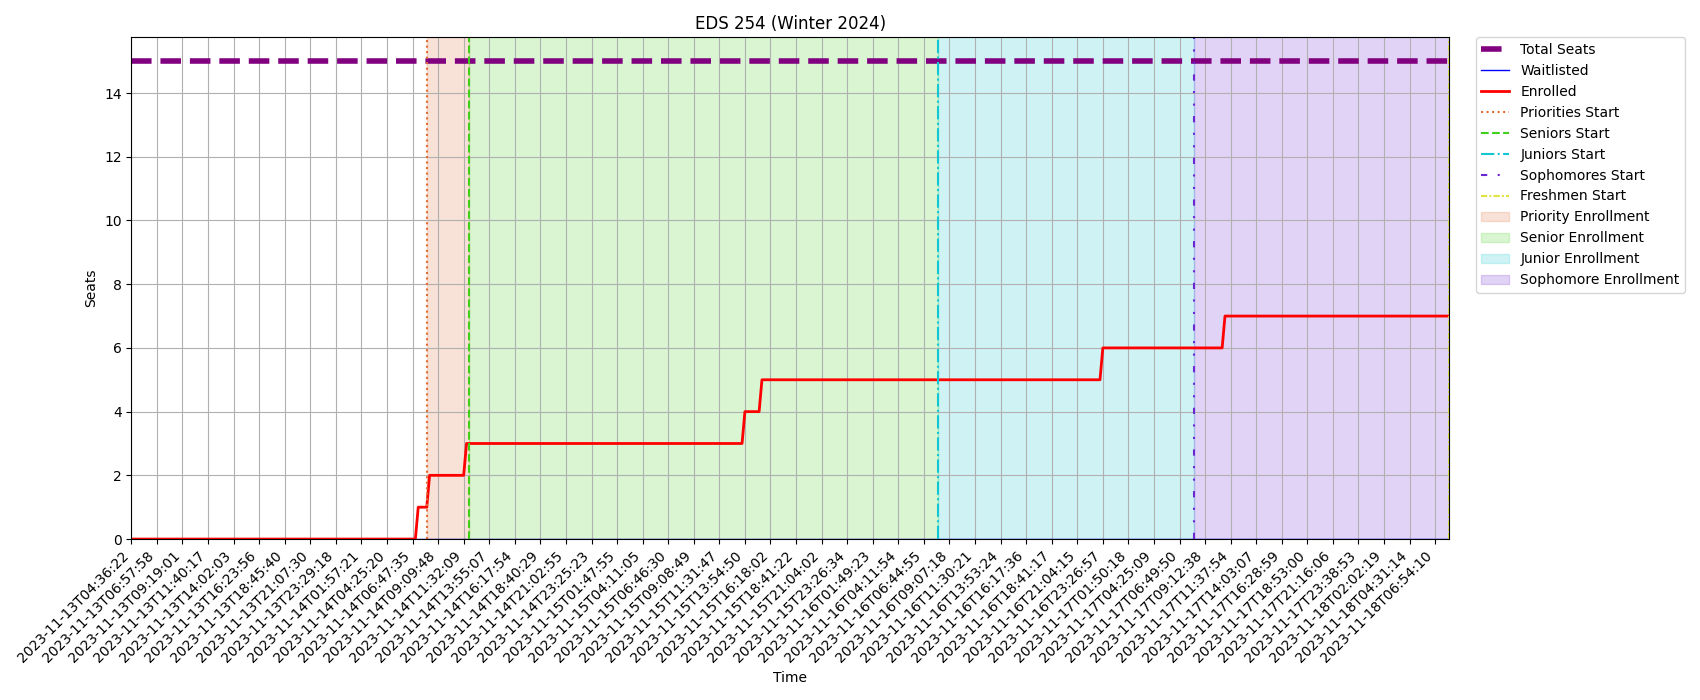 EDS 254 (Winter 2024)
Seats
14
12
10
8
6
4
2
0
2023-11-13T04:36:22
2023-11-13T06:57:58
2023-11-13T09:19:01
2023-11-13T11:40:17
2023-11-13T14:02:03
2023-11-13T16:23:56
2023-11-13T18:45:40
2023-11-13T21:07:30
2023-11-13T23:29:18
2023-11-14T01:57:21
2023-11-14T04:25:20
2023-11-14T06:47:35
2023-11-14T09:09:48
2023-11-14T11:32:09
2023-11-14T13:55:07
2023-11-14T16:17:54
2023-11-14T18:40:29
2023-11-14T21:02:55
2023-11-14T23:25:23
2023-11-15T01:47:55
2023-11-15T04:11:05
2023-11-15T06:46:30
2023-11-15T09:08:49
2023-11-15T11:31:47
2023-11-15T13:54:50
2023-11-15T16:18:02
2023-11-15T18:41:22
2023-11-15T21:04:02
2023-11-15T23:26:34
2023-11-16T01:49:23
2023-11-16T04:11:54
2023-11-16T06:44:55
2023-11-16T09:07:18
2023-11-16T11:30:21
2023-11-16T13:53:24
2023-11-16T16:17:36
2023-11-16T18:41:17
2023-11-16T21:04:15
2023-11-16T23:26:57
2023-11-17T01:50:18
2023-11-17T04:25:09
2023-11-17T06:49:50
2023-11-17T09:12:38
2023-11-17T11:37:54
2023-11-17T14:03:07
2023-11-17T16:28:59
2023-11-17T18:53:00
2023-11-17T21:16:06
2023-11-17T23:38:53
2023-11-18T02:02:19
2023-11-18T04:31:14
2023-11-18T06:54:10
Time
Total Seats
Waitlisted
Enrolled
Priorities Start
Seniors Start
Juniors Start
Sophomores Start
Freshmen Start
Priority Enrollment
Senior Enrollment
Junior Enrollment
Sophomore Enrollment